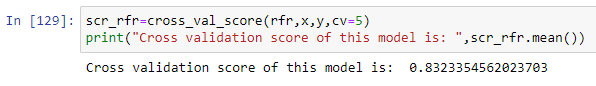 In [129]: scr_rfr=cross_val_score(rfr,x,y,cv=5)
print("Cross validation score of this model is: ",scr_rfr.mean())
Cross validation score of this model is:  0.8323354562023703